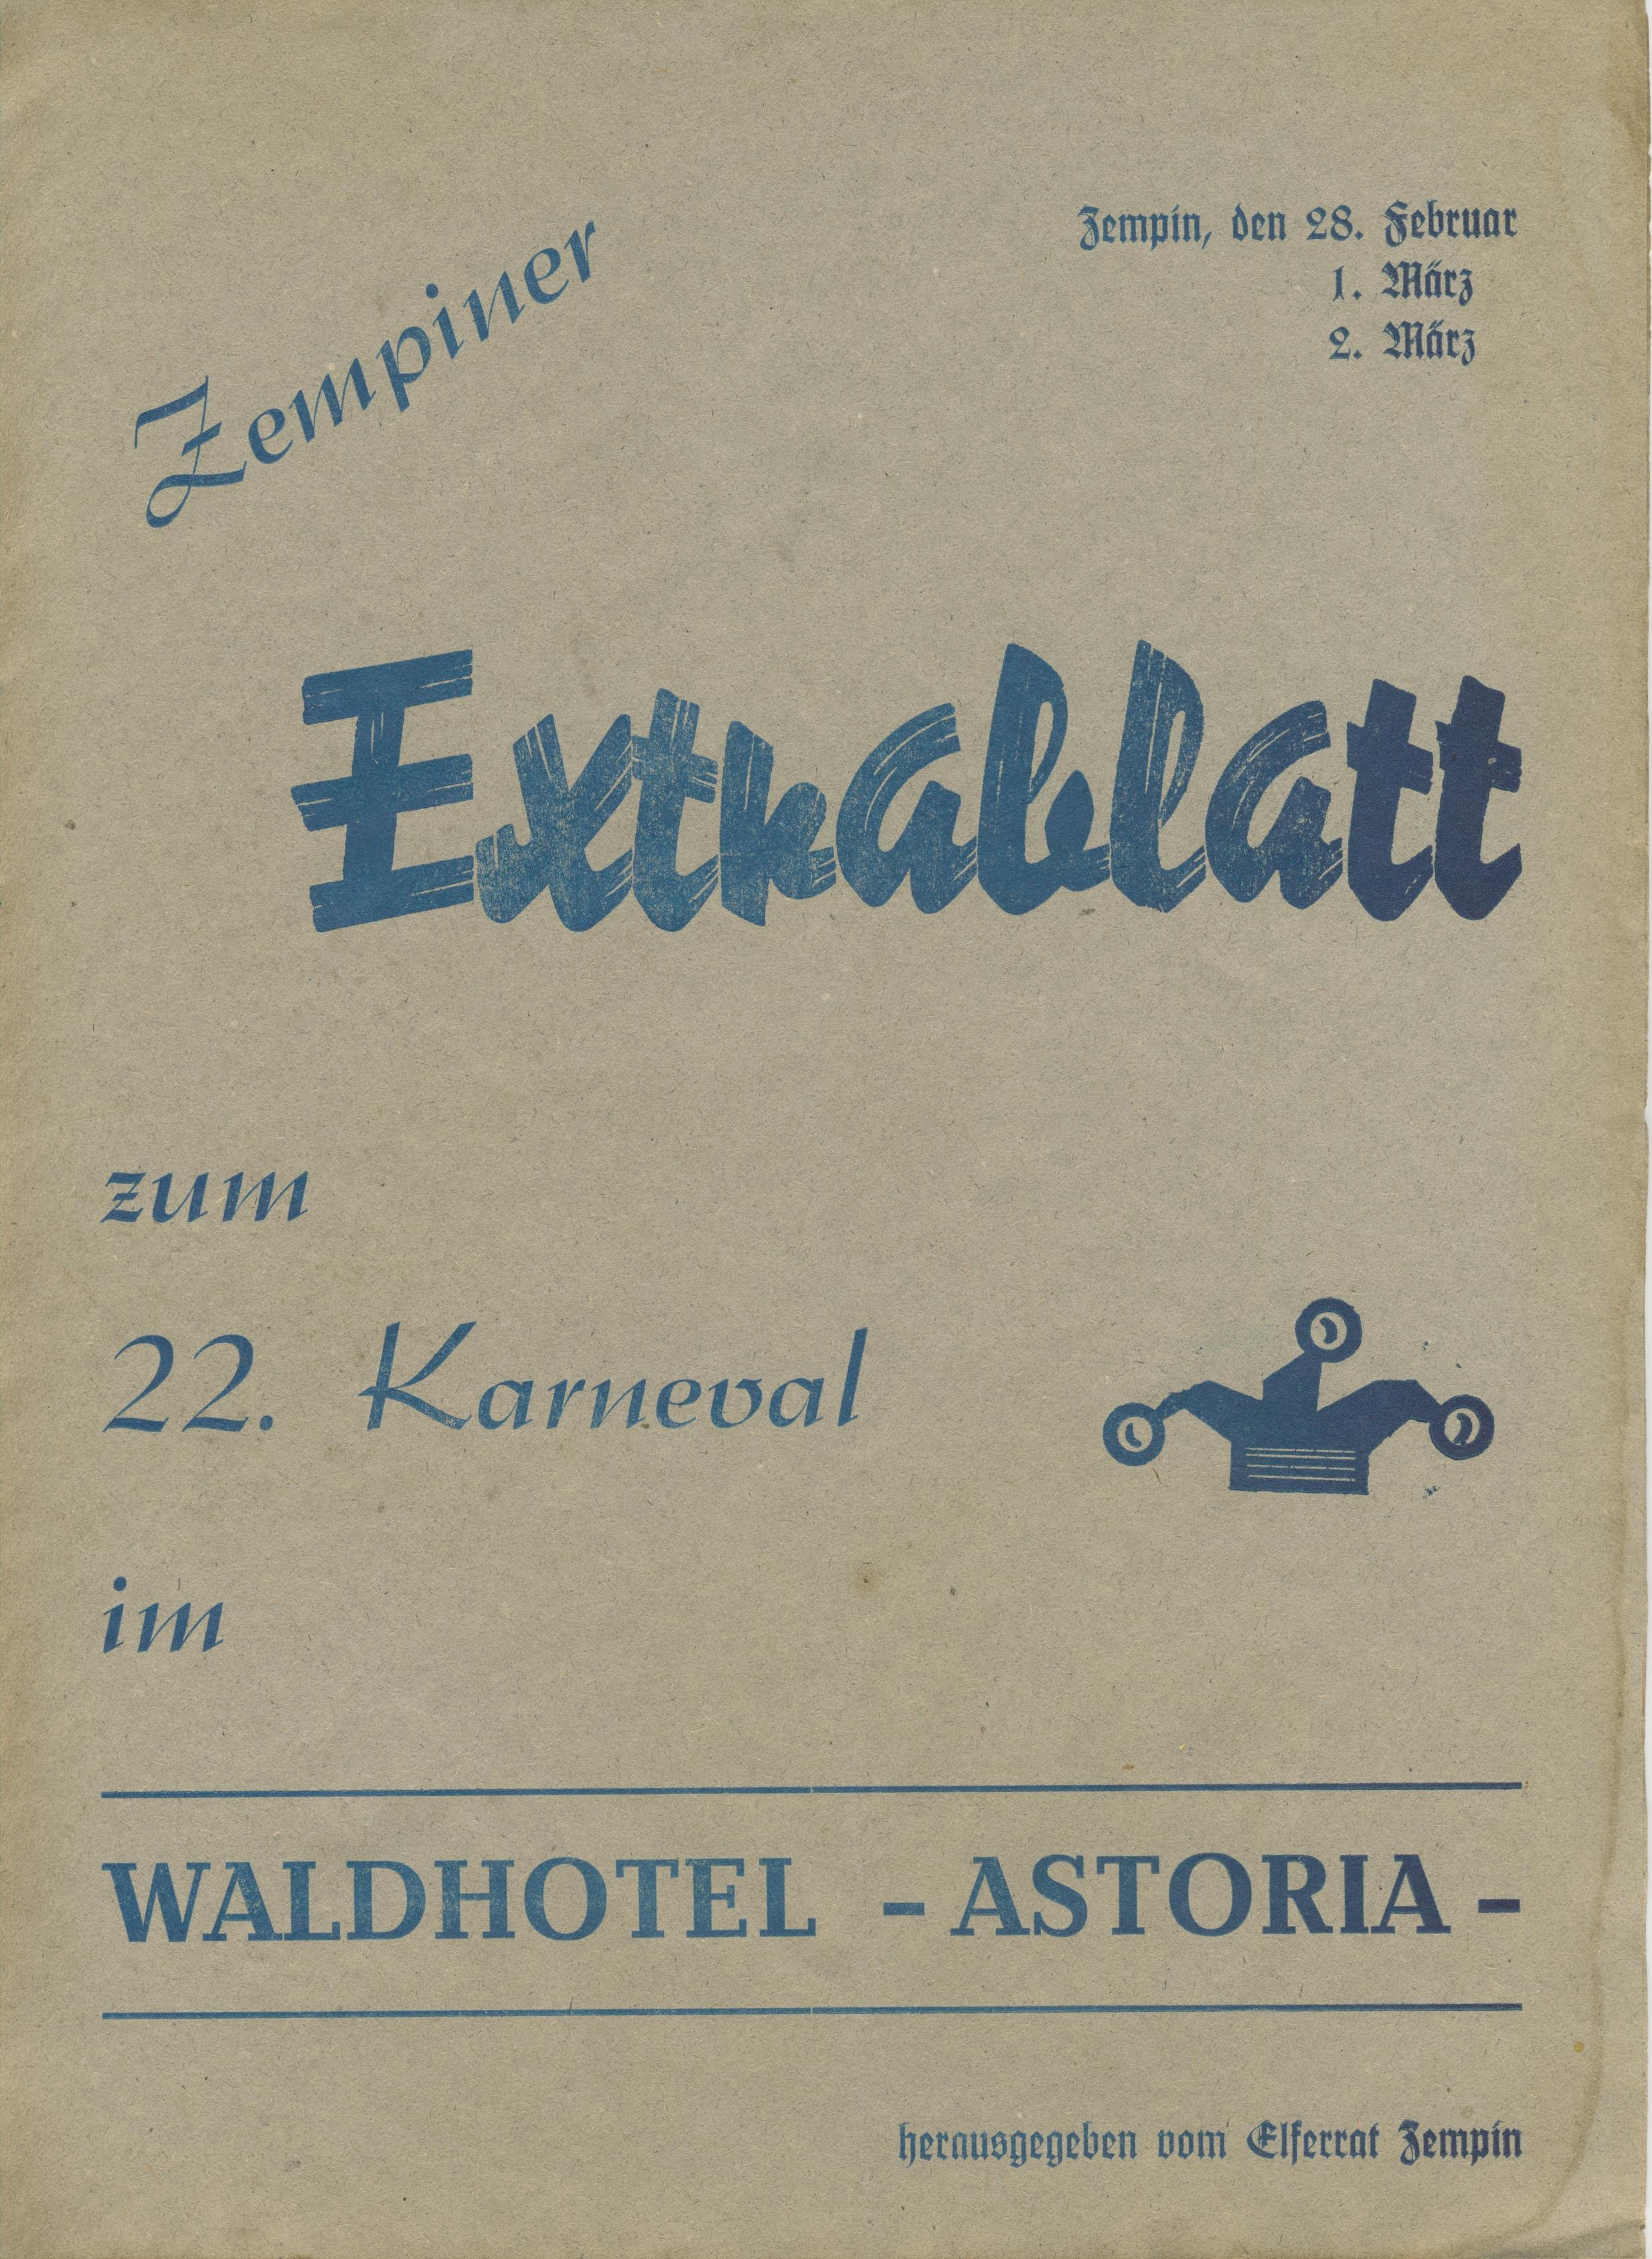 Zempiner
Zempin, den 28. Februar
1. März
2. März
Extrablatt
zum
22. Karneval
im
WALDHOTEL - ASTORIA -
herausgegeben vom Elferrat Zempin